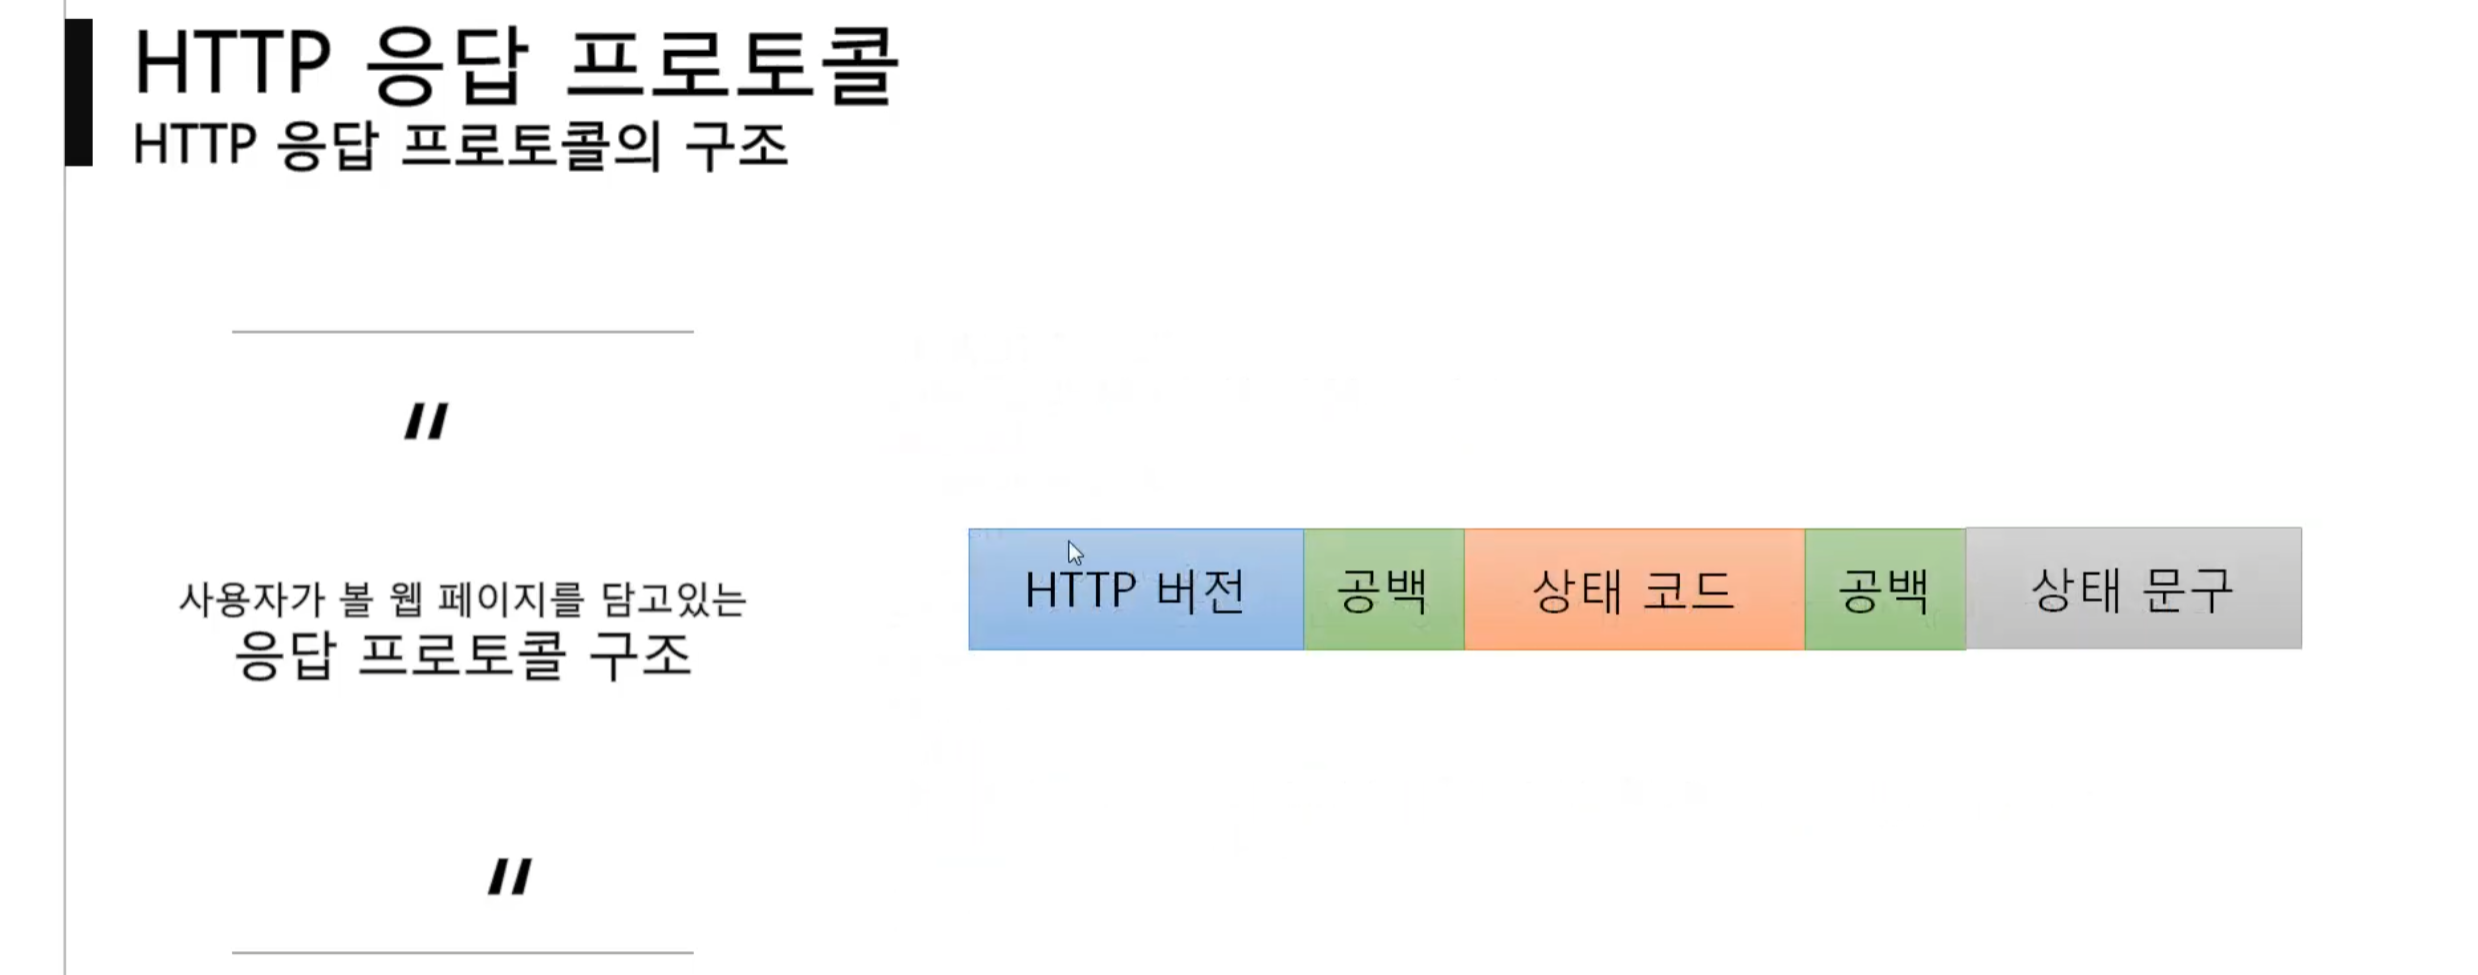 HTTP 응답 프로토콜
HTTP 응답 프로토콜의 구조
"
사용자가 볼 웹 페이지를 담고있는
응답 프로토콜 구조
"
HTTP 버전 공백 상태 코드 공백 상태 문구